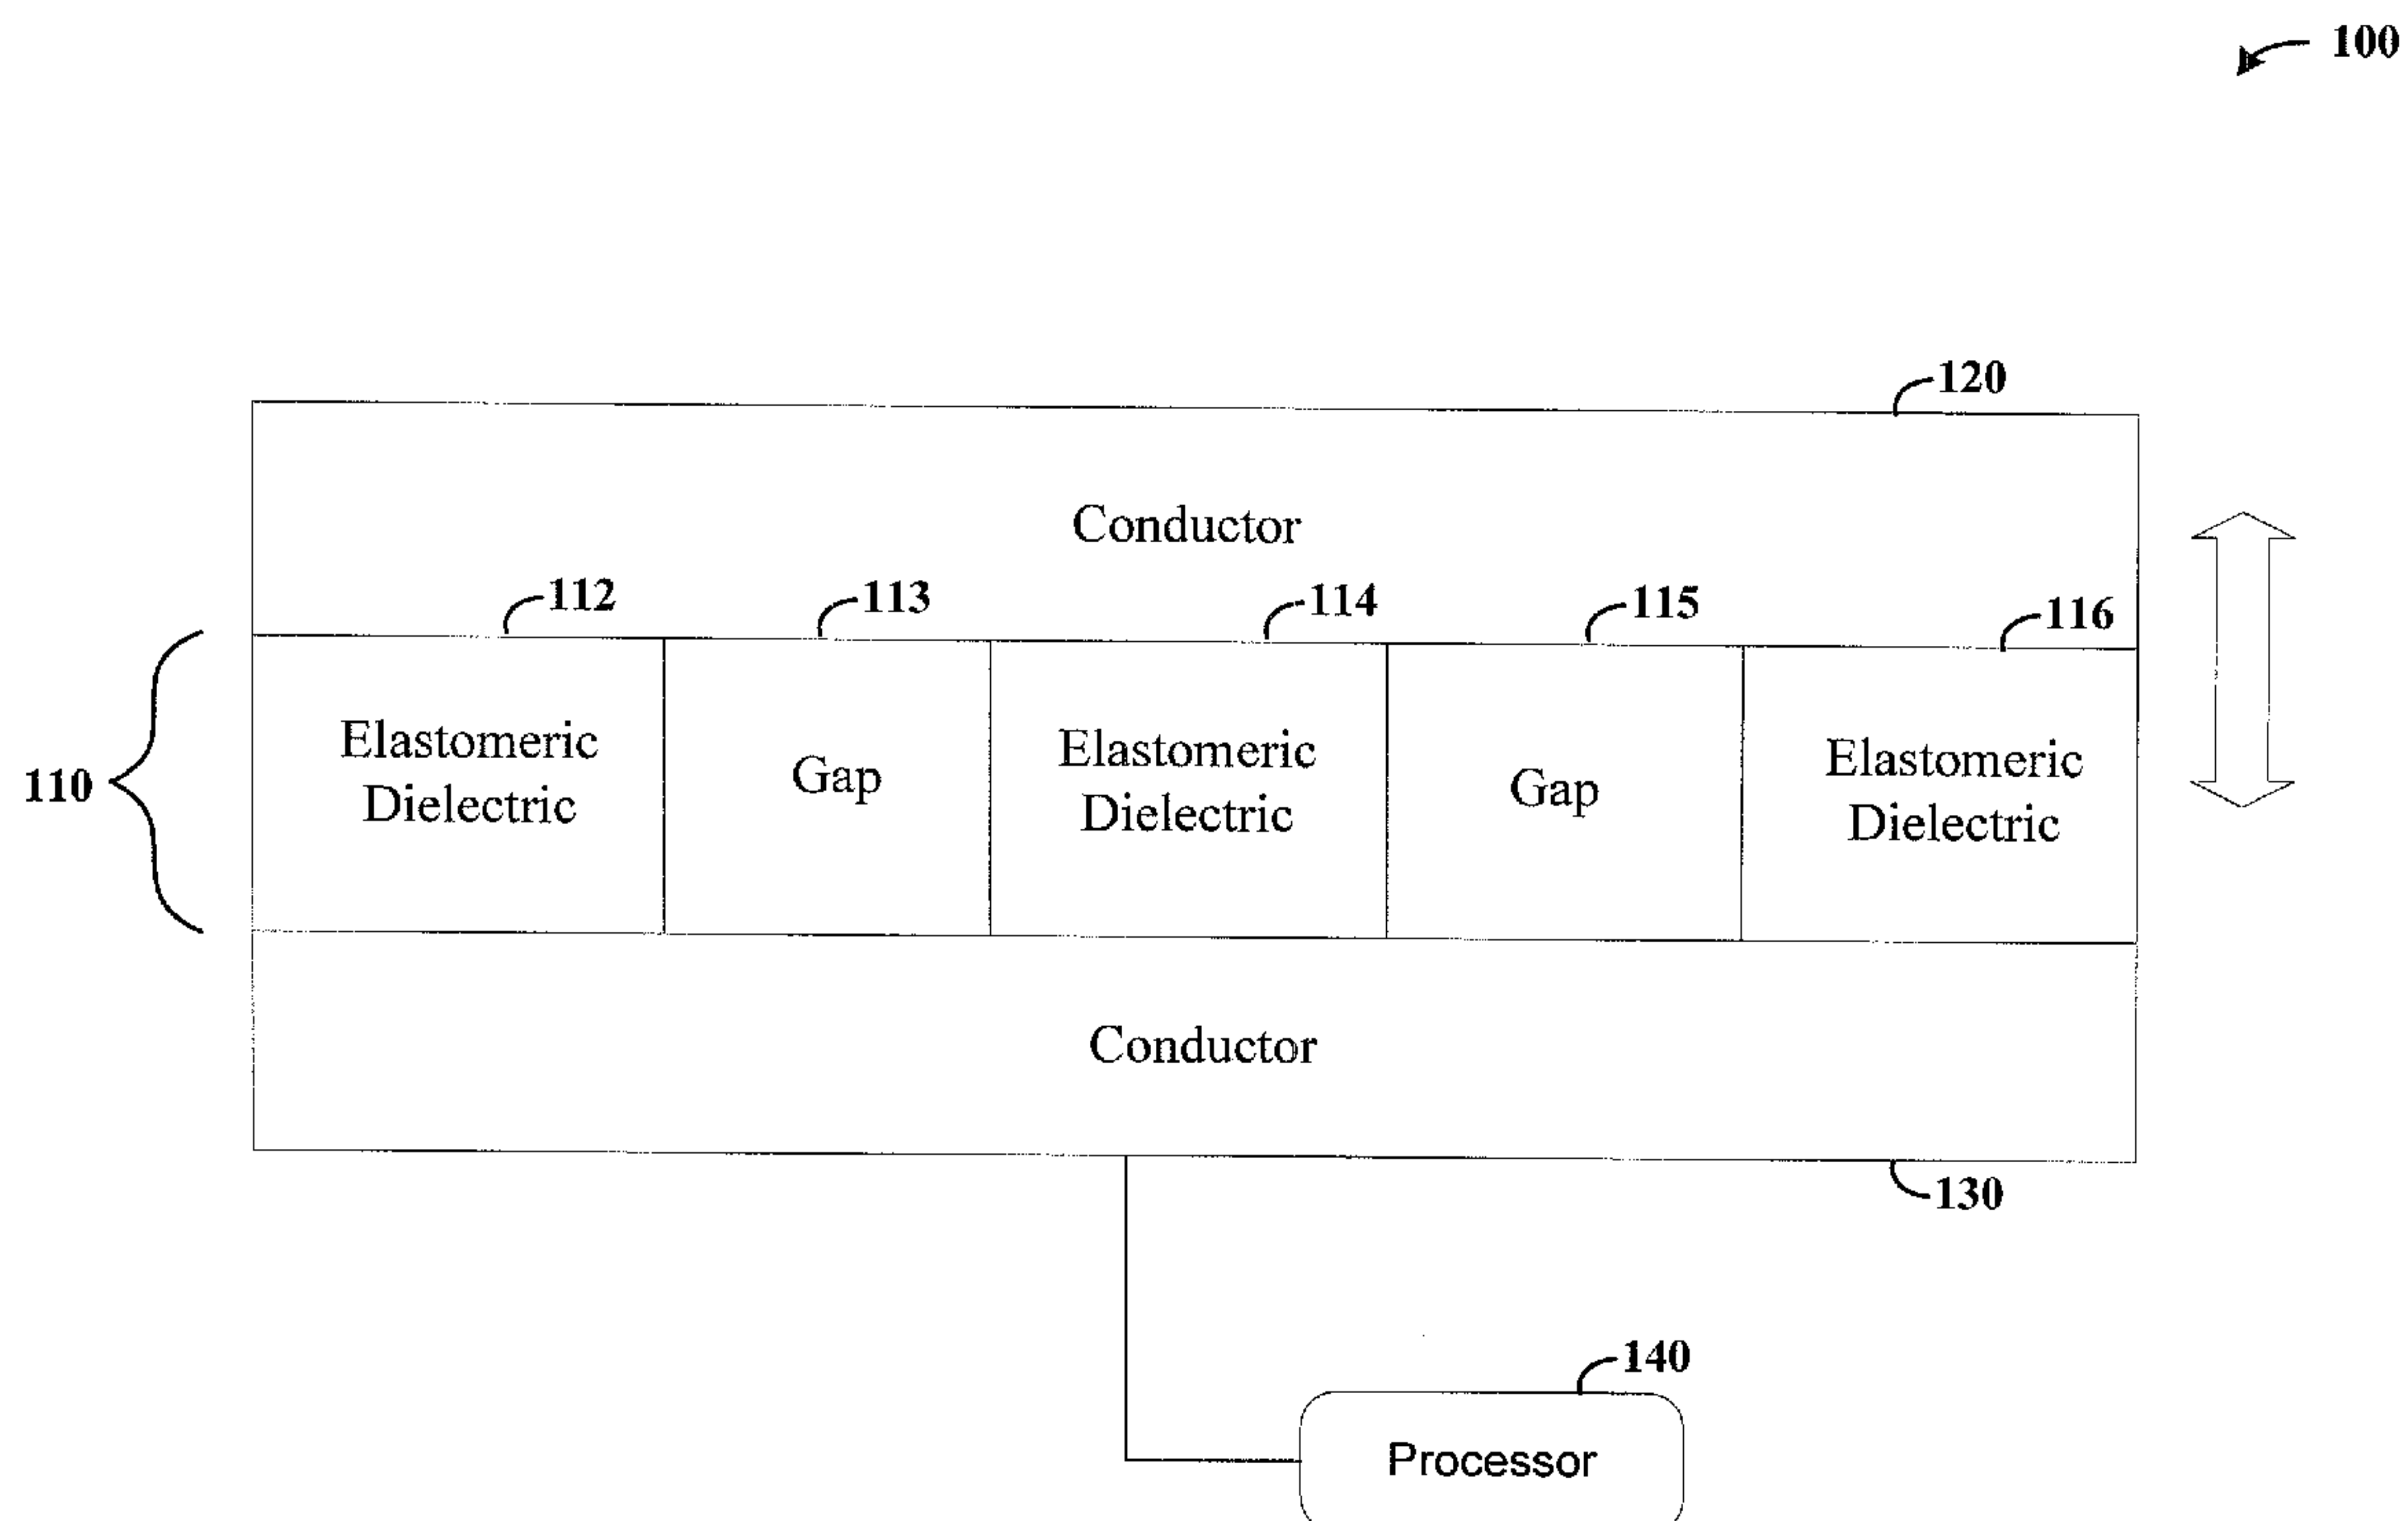 100
120
Conductor
112
113
114
115
116
110
Elastomeric
Dielectric
Gap
Elastomeric
Dielectric
Gap
Elastomeric
Dielectric
Conductor
130
140
Processor